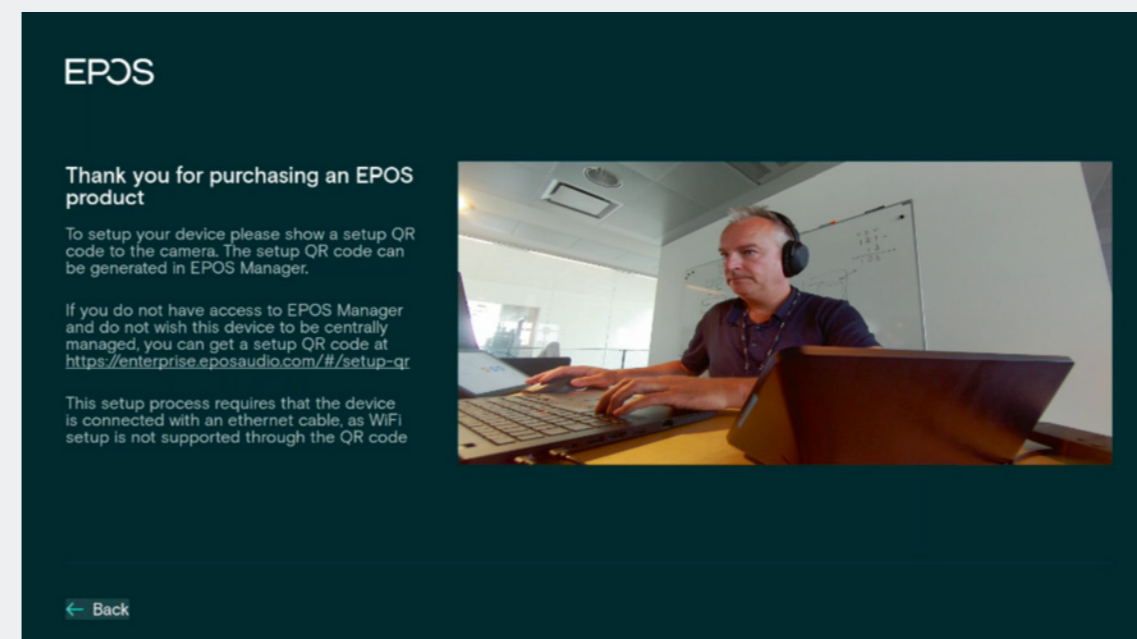 EPOS
Thank you for purchasing an EPOS
product
To setup your device please show a setup QR
code to the camera. The setup QR code can
be generated in EPOS Manager.
If you do not have access to EPOS Manager
and do not wish this device to be centrally
managed, you can get a setup QR code at
https://enterprise.eposaudio.com/#/setup-qr
This setup process requires that the device
is connected with an ethernet cable, as WiFi
setup is not supported through the QR code
← Back